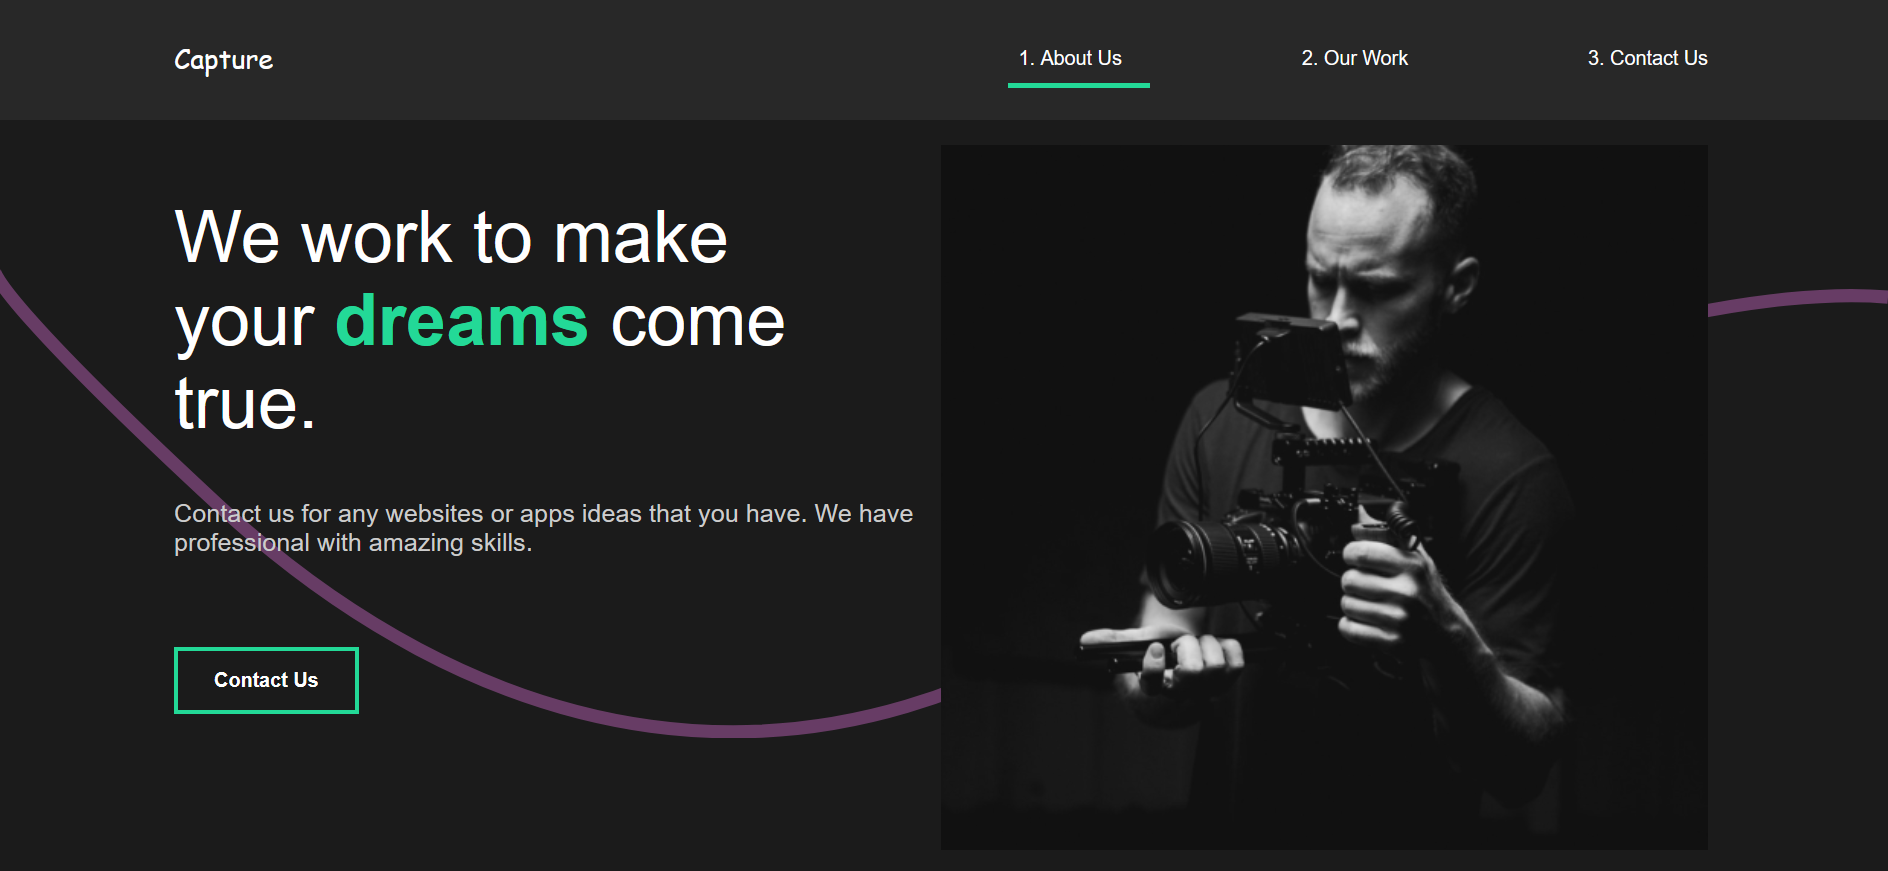 Capture
1. About Us
2. Our Work
3. Contact Us
We work to make
your dreams come
true.
Contact us for any websites or apps ideas that you have. We have
professional with amazing skills.
Contact Us